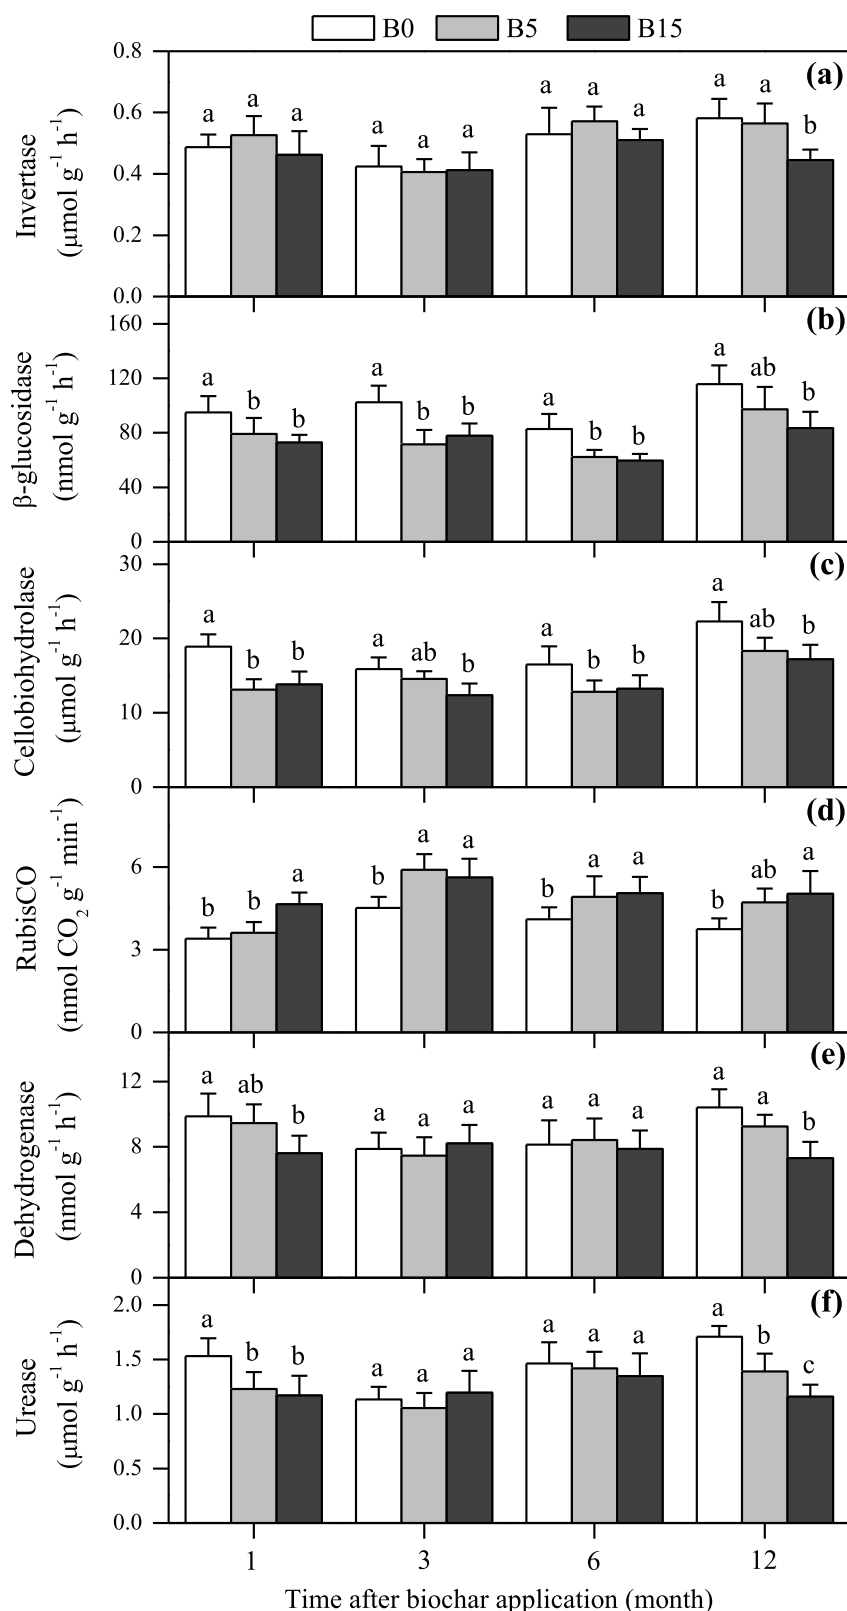 B0 B5 B15
(a)
Invertase
(μmol g⁻¹ h⁻¹)
0.8
0.6
0.4
0.2
0.0
a a a a a a a a a a a b
(b)
β-glucosidase
(nmol g⁻¹ h⁻¹)
160
120
80
40
0
a b b a b b a b b a ab b
(c)
Cellobiohydrolase
(μmol g⁻¹ h⁻¹)
30
20
10
0
a b b a ab b a b b a ab b
(d)
RubisCO
(nmol CO₂ g⁻¹ min⁻¹)
6
3
0
b b a b a a b a a b ab a
(e)
Dehydrogenase
(nmol g⁻¹ h⁻¹)
12
8
4
0
a ab b a a a a a a a a b
(f)
Urease
(μmol g⁻¹ h⁻¹)
2.0
1.5
1.0
0.5
0.0
a b b a a a a a a a b c
1 3 6 12
Time after biochar application (month)